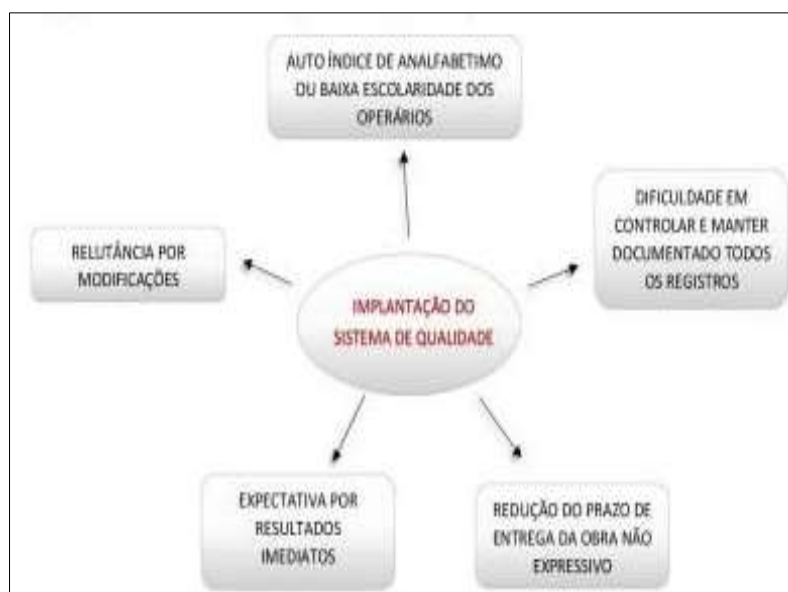 AUTO ÍNDICE DE ANALFABETIMO
OU BAIXA ESCOLARIDADE DOS
OPERÁRIOS
DIFICULDADE EM
CONTROLAR E MANTER
DOCUMENTADO TODOS
OS REGISTROS
RELUTÂNCIA POR
MODIFICAÇÕES
IMPLANTAÇÃO DO
SISTEMA DE QUALIDADE
EXPECTATIVA POR
RESULTADOS
IMEDIATOS
REDUÇÃO DO PRAZO DE
ENTREGA DA OBRA NÃO
EXPRESSIVO